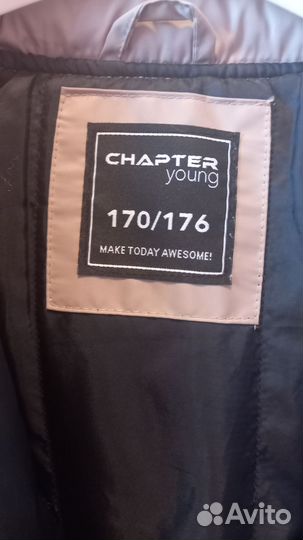 CHAPTER
young
170/176
MAKE TODAY AWESOME!
Avito